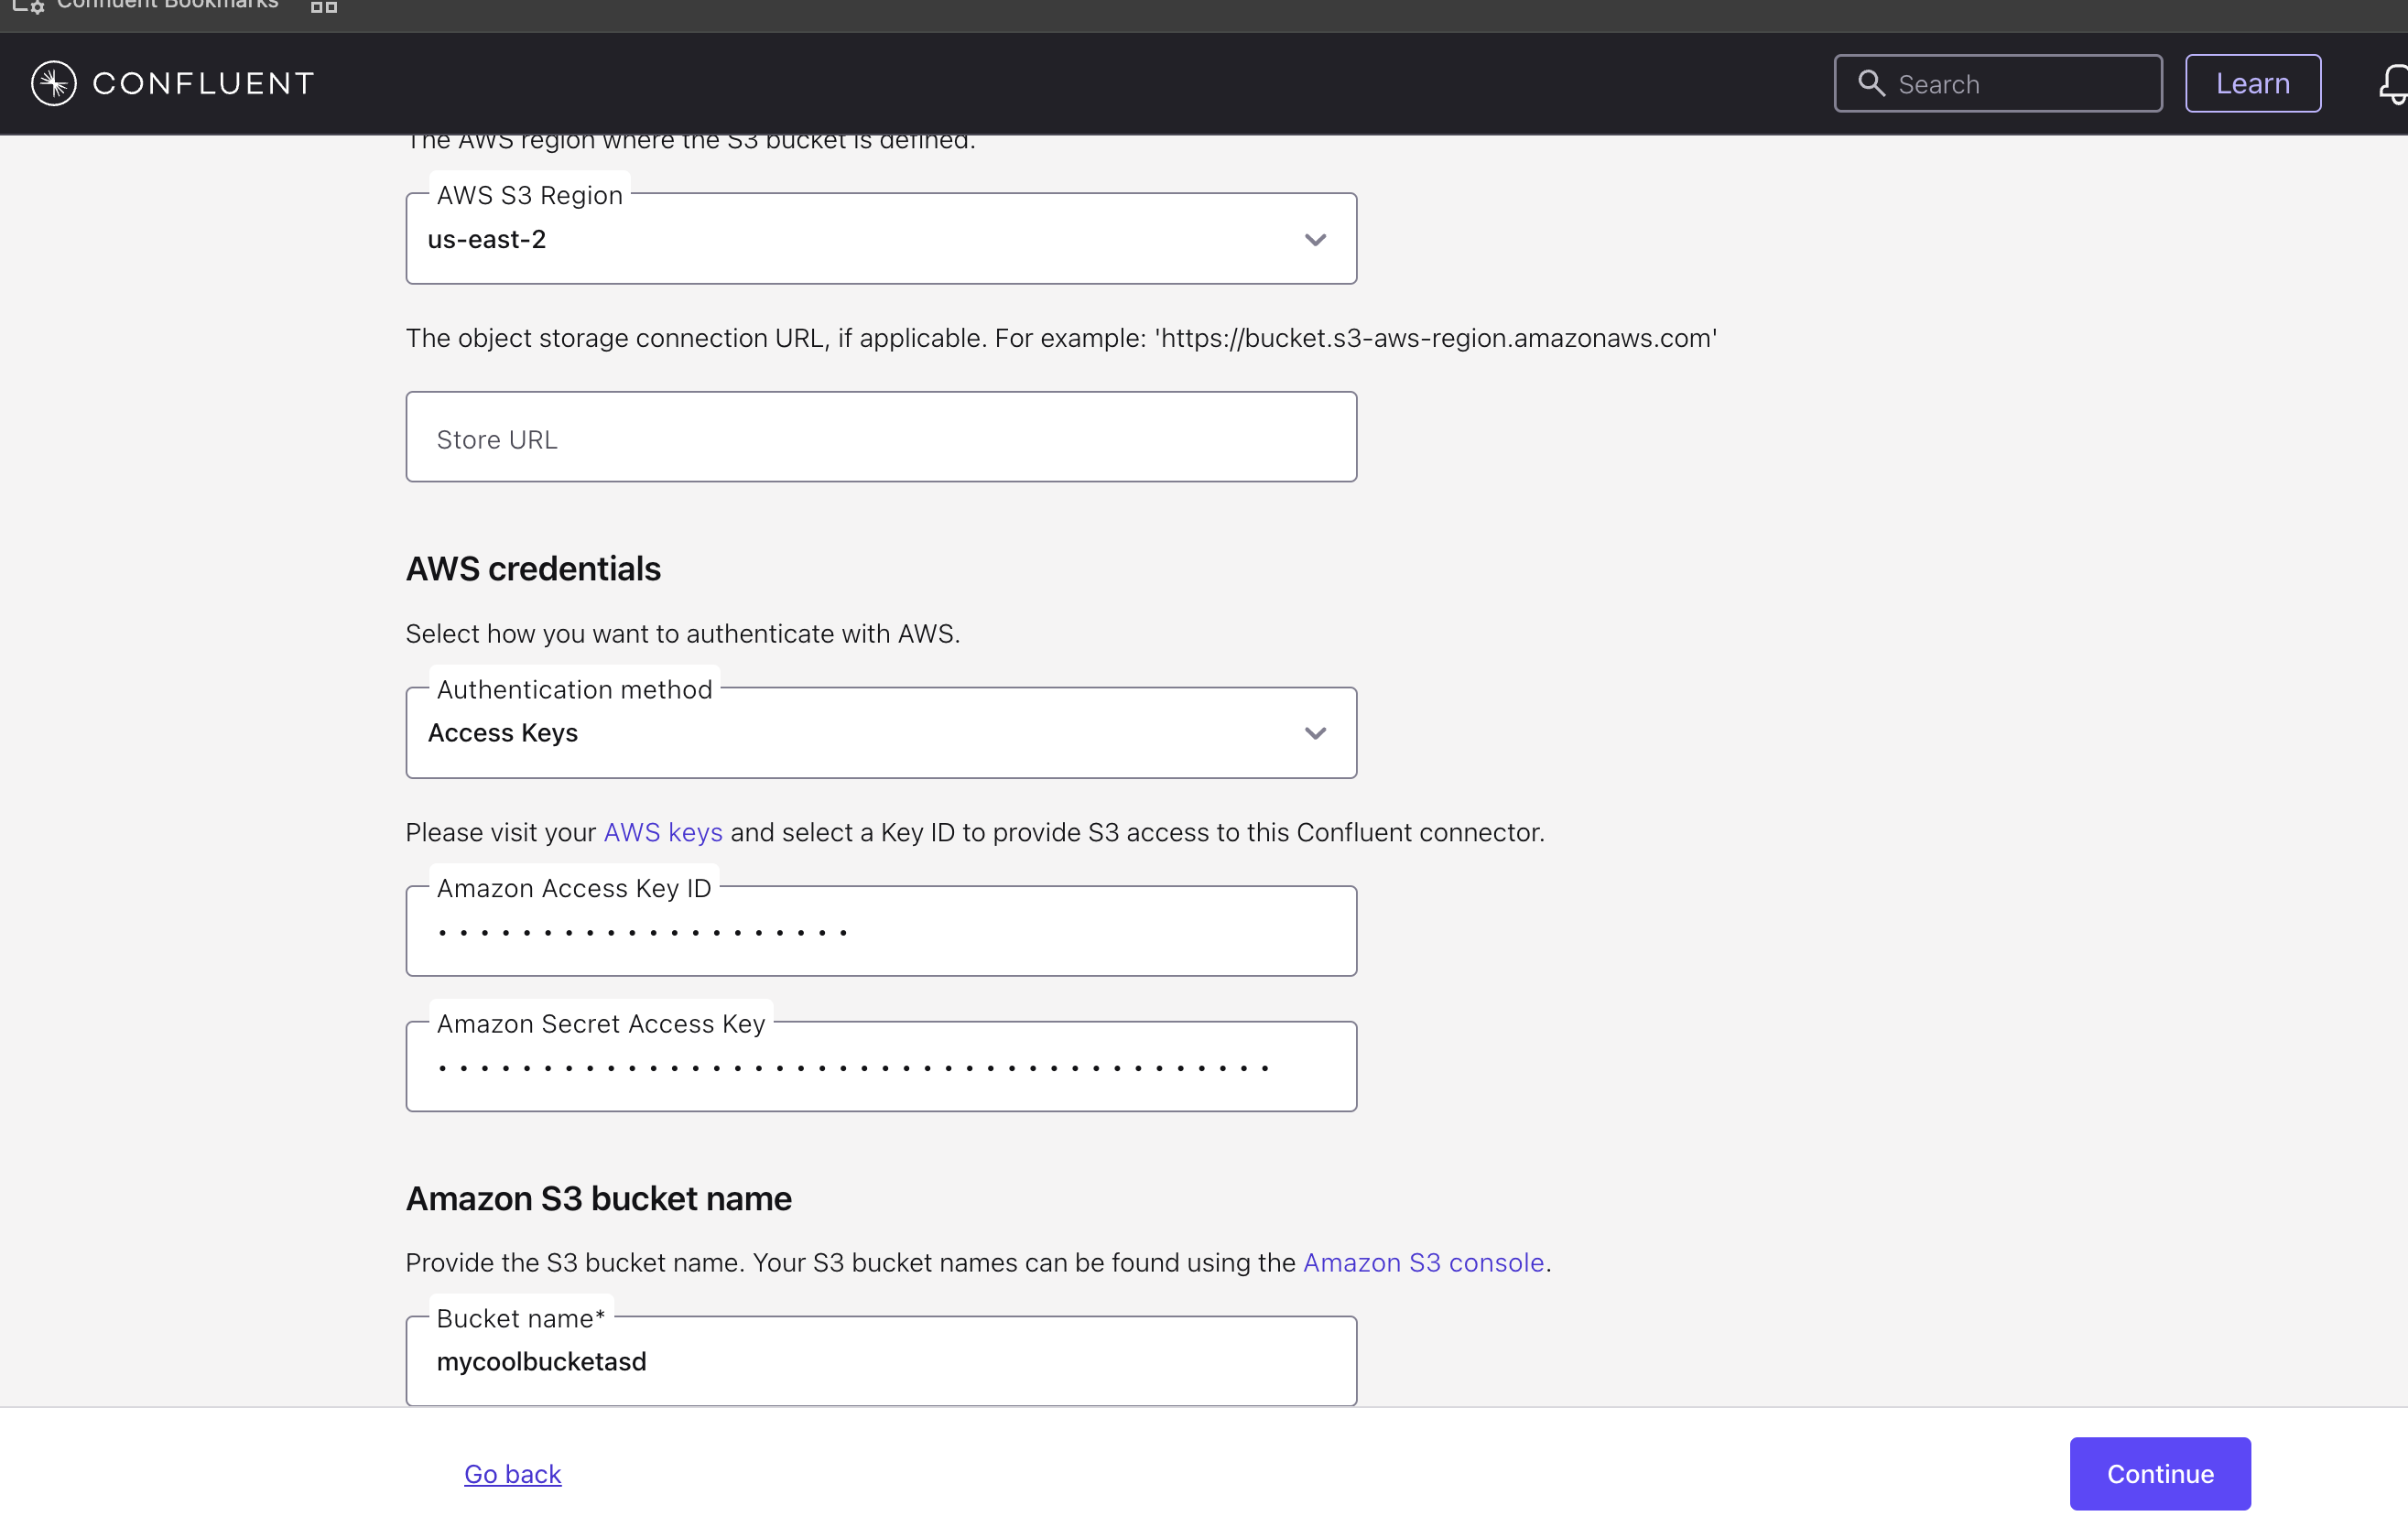 Confluent Bookmarks
CONFLUENT
Search
Learn
The AWS region where the S3 bucket is defined.
AWS S3 Region
us-east-2
The object storage connection URL, if applicable. For example: 'https://bucket.s3-aws-region.amazonaws.com'
Store URL
AWS credentials
Select how you want to authenticate with AWS.
Authentication method
Access Keys
Please visit your AWS keys and select a Key ID to provide S3 access to this Confluent connector.
Amazon Access Key ID
Amazon Secret Access Key
Amazon S3 bucket name
Provide the S3 bucket name. Your S3 bucket names can be found using the Amazon S3 console.
Bucket name*
mycoolbucketasd
Go back
Continue